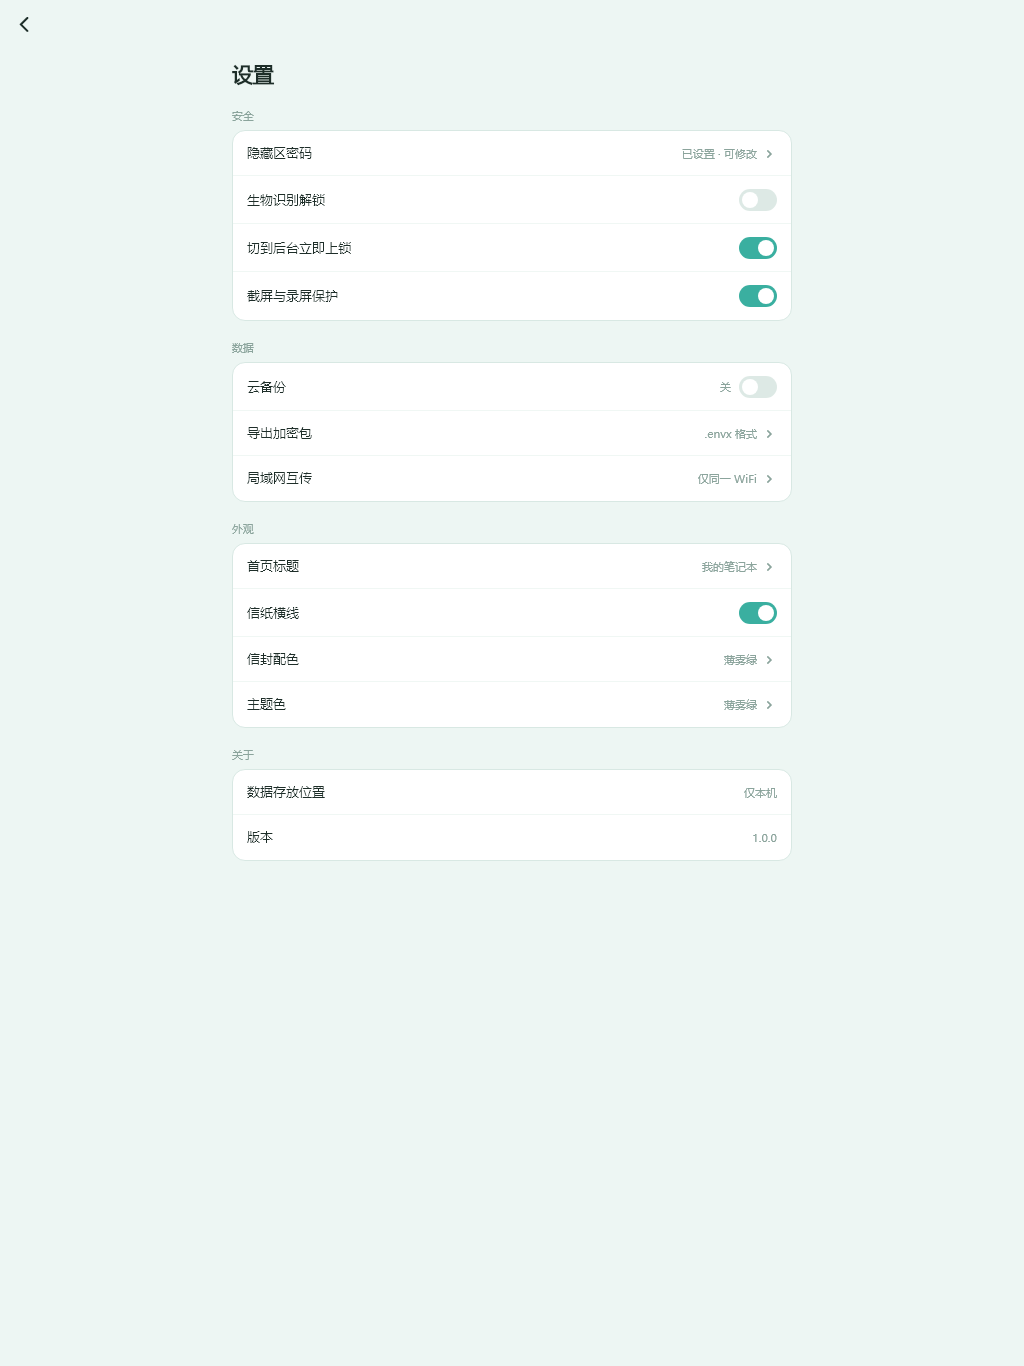 设置
安全
隐藏区密码 已设置 · 可修改
生物识别解锁
切到后台立即上锁
截屏与录屏保护
数据
云备份 关
导出加密包 .envx 格式
局域网互传 仅同一 WiFi
外观
首页标题 我的笔记本
信纸横线
信封配色 薄雾绿
主题色 薄雾绿
关于
数据存放位置 仅本机
版本 1.0.0